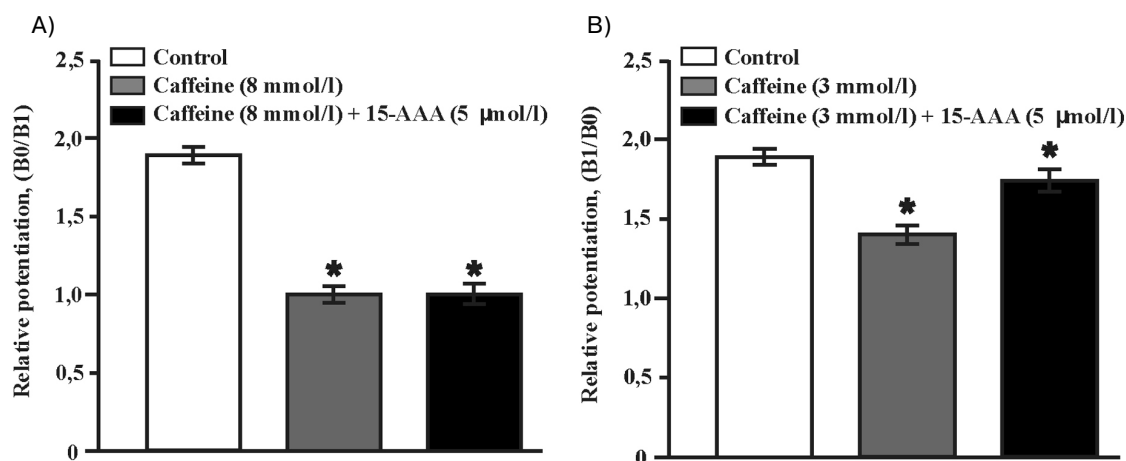 A)
2,5
Control
Caffeine (8 mmol/l)
Caffeine (8 mmol/l) + 15-AAA (5 μmol/l)
2,0
1,5
1,0
0,5
0
Relative potentiation, (B0/B1)
*
*
B)
2,5
Control
Caffeine (3 mmol/l)
Caffeine (3 mmol/l) + 15-AAA (5 μmol/l)
2,0
1,5
1,0
0,5
0
Relative potentiation, (B1/B0)
*
*